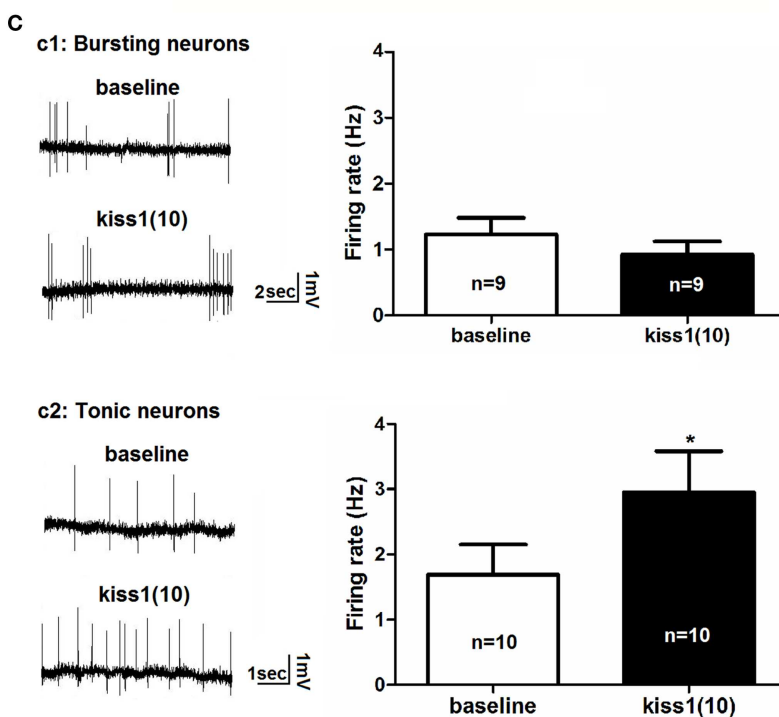 C
c1: Bursting neurons
baseline
kiss1(10)
2sec
1mV
Firing rate (Hz)
4
3
2
1
0
n=9
n=9
baseline
kiss1(10)
c2: Tonic neurons
baseline
kiss1(10)
1sec
1mV
Firing rate (Hz)
4
3
2
1
0
*
n=10
n=10
baseline
kiss1(10)